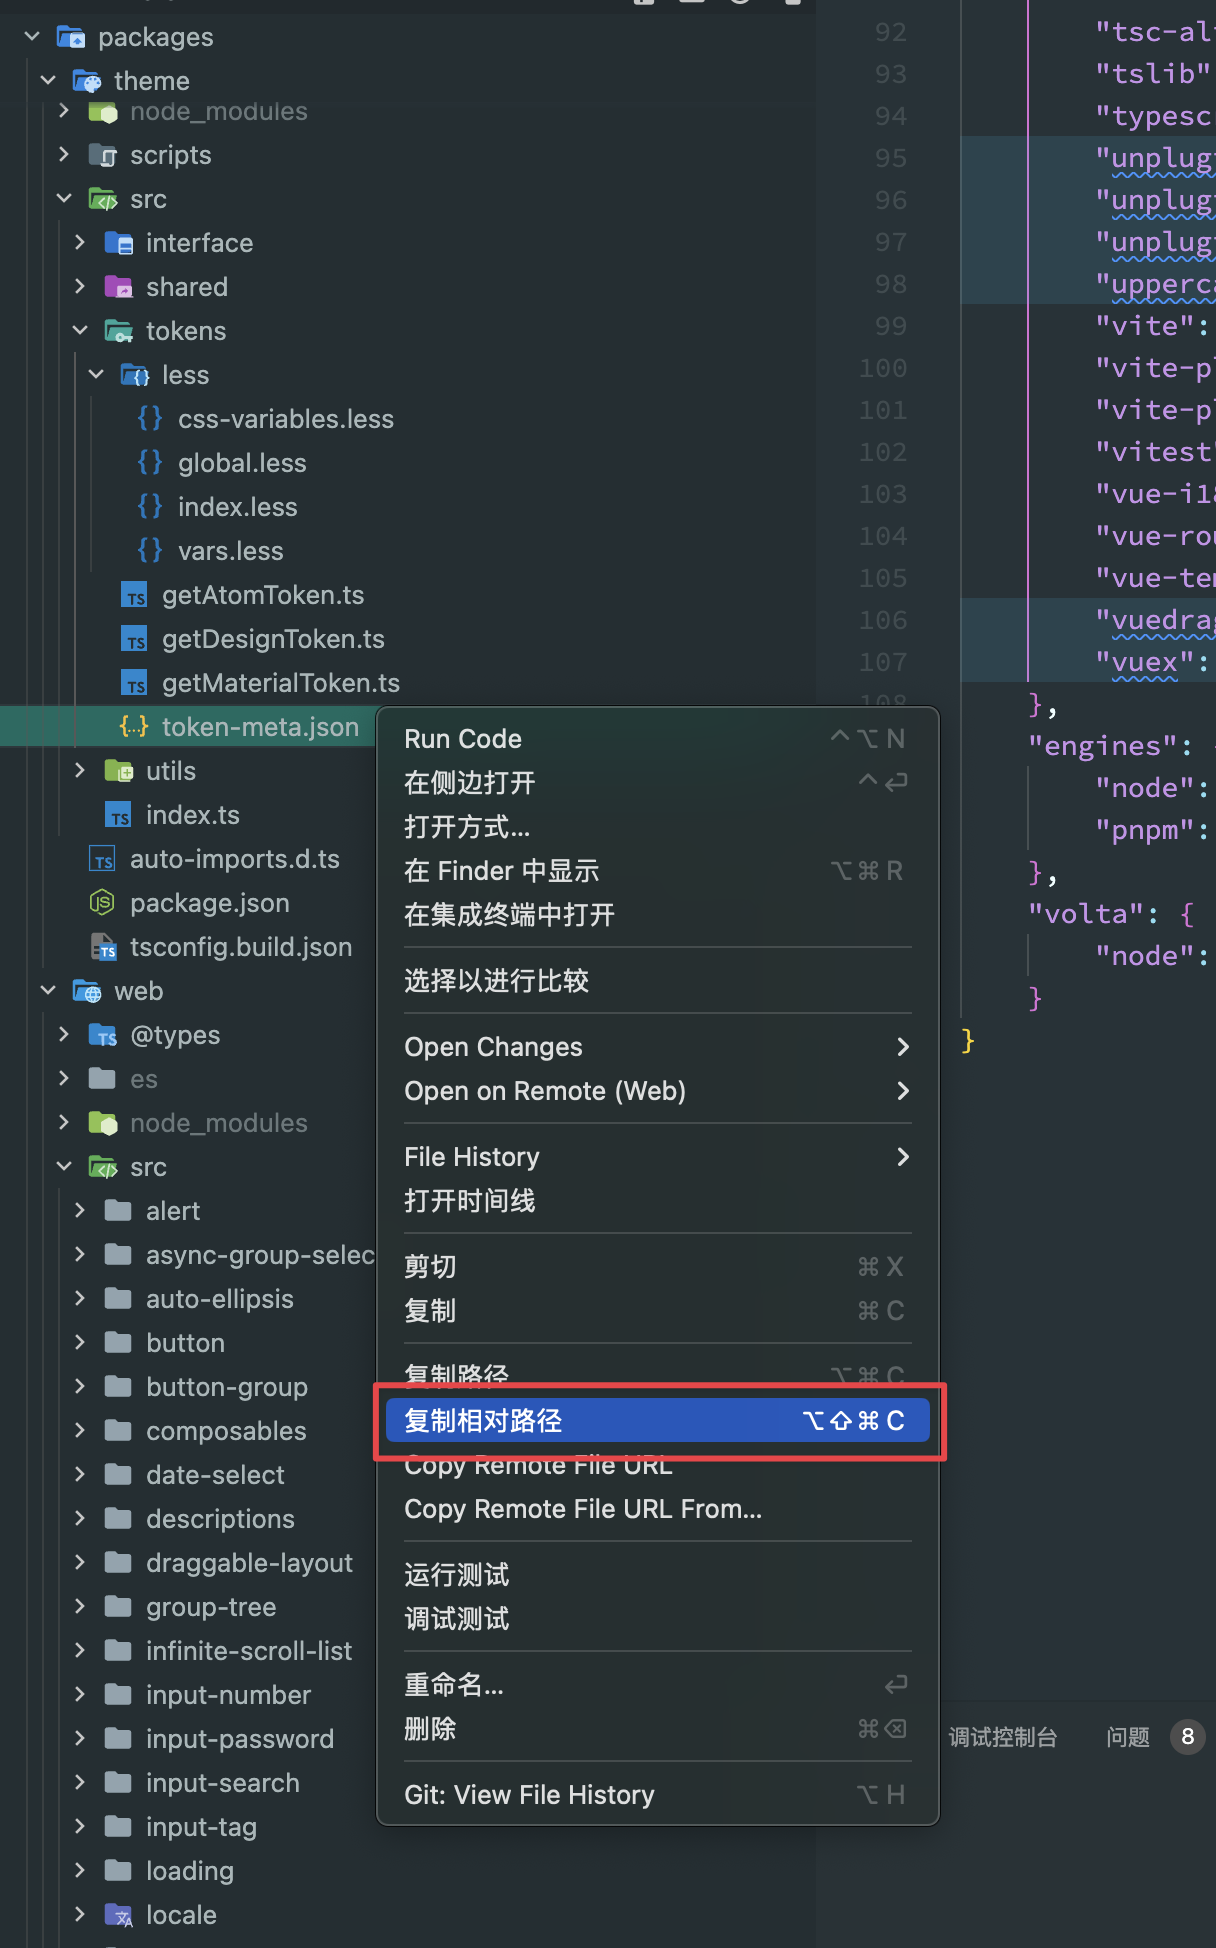 packages
theme
node_modules
scripts
src
interface
shared
tokens
less
css-variables.less
global.less
index.less
vars.less
getAtomToken.ts
getDesignToken.ts
getMaterialToken.ts
token-meta.json
utils
index.ts
auto-imports.d.ts
package.json
tsconfig.build.json
web
@types
es
node_modules
src
alert
async-group-selec
auto-ellipsis
button
button-group
composables
date-select
descriptions
draggable-layout
group-tree
infinite-scroll-list
input-number
input-password
input-search
input-tag
loading
locale
Run Code ^⌥N
在侧边打开 ^↩
打开方式...
在 Finder 中显示 ⌥⌘R
在集成终端中打开
选择以进行比较
Open Changes
Open on Remote (Web)
File History
打开时间线
剪切 ⌘X
复制 ⌘C
复制路径 ⌥⌘C
复制相对路径 ⌥⇧⌘C
Copy Remote File URL
Copy Remote File URL From...
运行测试
调试测试
重命名... ↩
删除 ⌘⌫
Git: View File History ⌥H
92 "tsc-al
93 "tslib"
94 "typesc
95 "unplug
96 "unplug
97 "unplug
98 "upperc
99 "vite":
100 "vite-p
101 "vite-p
102 "vitest
103 "vue-i18
104 "vue-ro
105 "vue-te
106 "vuedra
107 "vuex":
108 },
"engines":
"node":
"pnpm":
},
"volta": {
"node":
}
}
调试控制台 问题 8